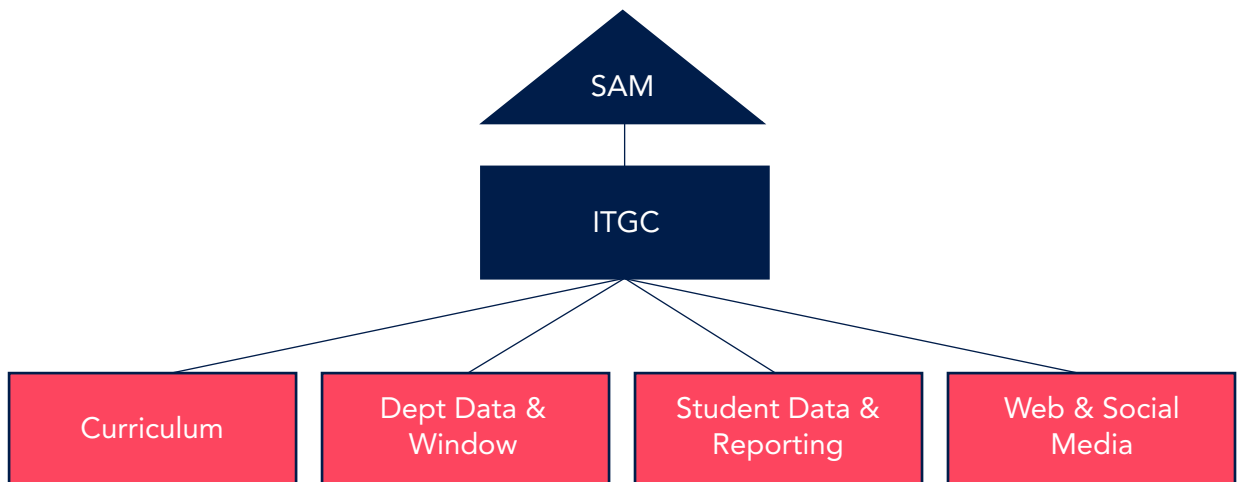 SAM
ITGC
Curriculum
Dept Data &
Window
Student Data &
Reporting
Web & Social
Media